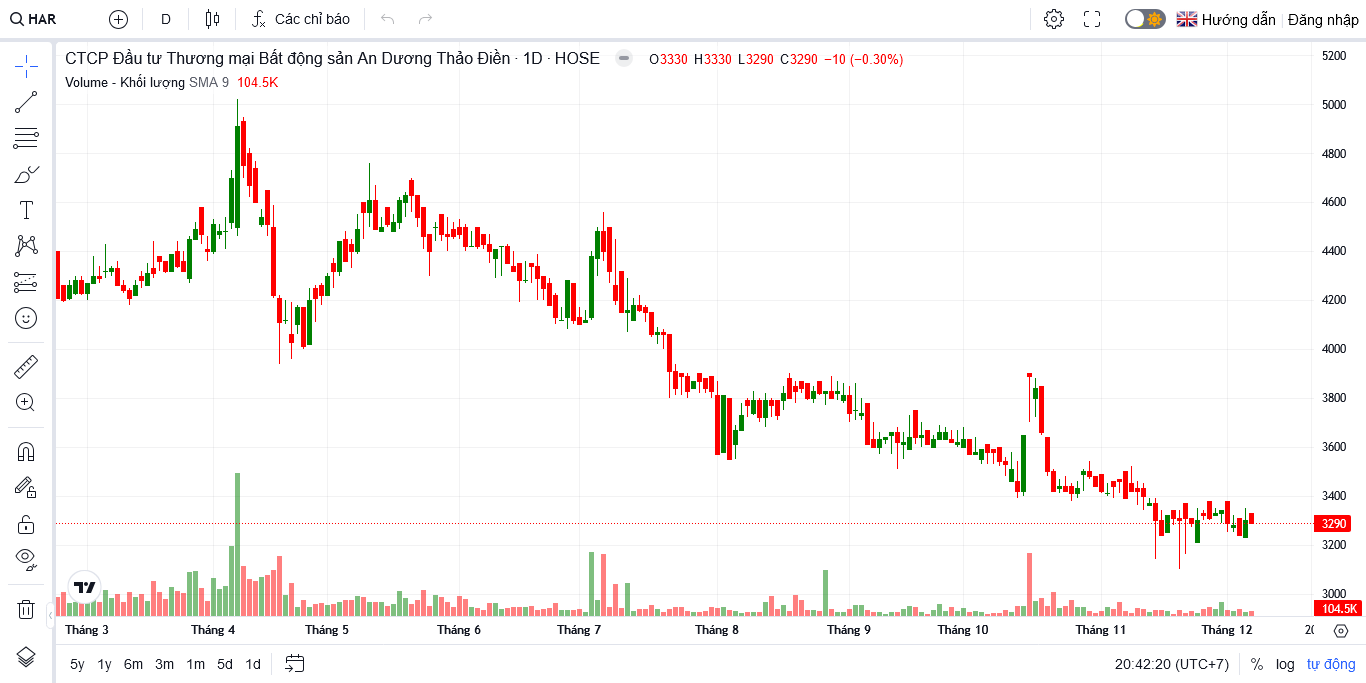 HAR D Các chỉ báo Hướng dẫn Đăng nhập
CTCP Đầu tư Thương mại Bất động sản An Dương Thảo Điền · 1D · HOSE O3330 H3330 L3290 C3290 −10 (−0.30%)
Volume - Khối lượng SMA 9 104.5K
5200
5000
4800
4600
4400
4200
4000
3800
3600
3400
3290
3200
3000
104.5K
Tháng 3 Tháng 4 Tháng 5 Tháng 6 Tháng 7 Tháng 8 Tháng 9 Tháng 10 Tháng 11 Tháng 12
5y 1y 6m 3m 1m 5d 1d 20:42:20 (UTC+7) % log tự động